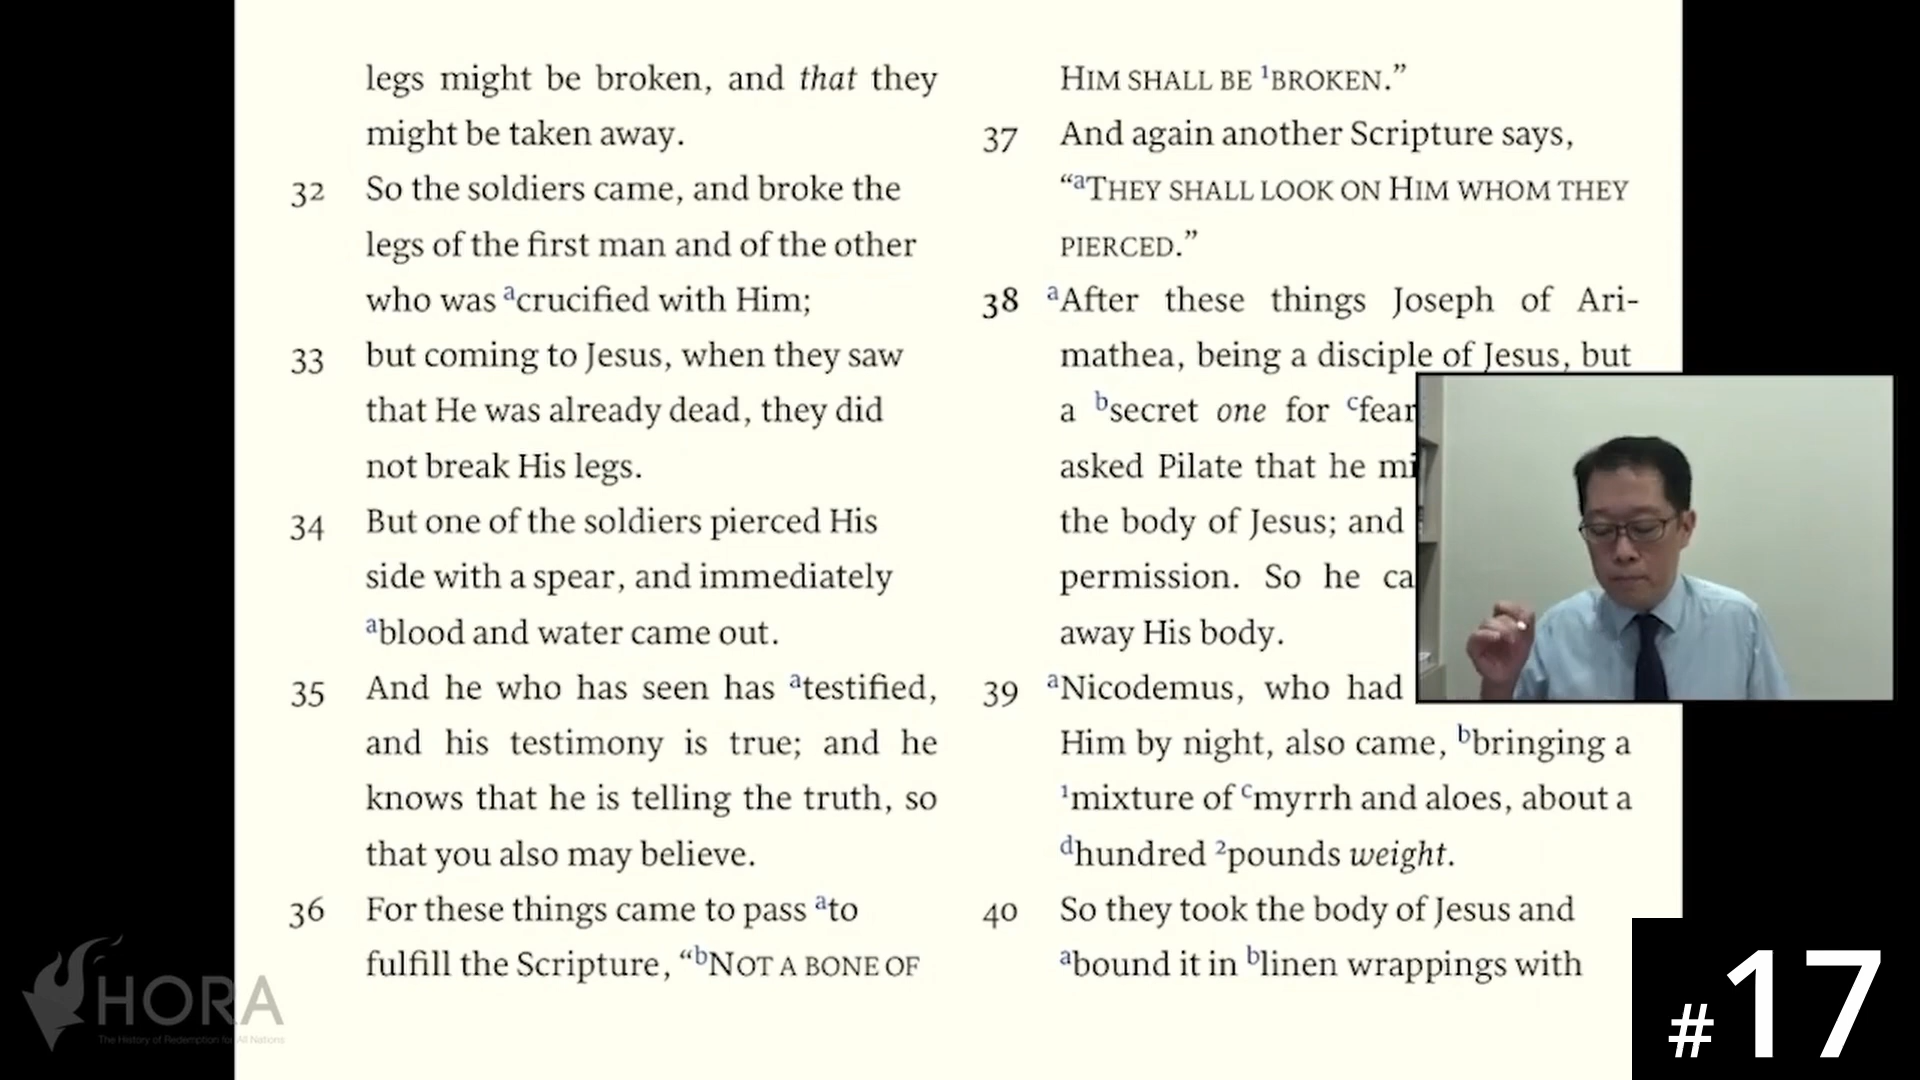 legs might be broken, and that they
might be taken away.
32 So the soldiers came, and broke the
legs of the first man and of the other
who was ᵃcrucified with Him;
33 but coming to Jesus, when they saw
that He was already dead, they did
not break His legs.
34 But one of the soldiers pierced His
side with a spear, and immediately
ᵃblood and water came out.
35 And he who has seen has ᵃtestified,
and his testimony is true; and he
knows that he is telling the truth, so
that you also may believe.
36 For these things came to pass ᵃto
fulfill the Scripture, “ᵇNOT A BONE OF
HIM SHALL BE ¹BROKEN.”
37 And again another Scripture says,
“ᵃTHEY SHALL LOOK ON HIM WHOM THEY
PIERCED.”
38 ᵃAfter these things Joseph of Ari-
mathea, being a disciple of Jesus, but
a ᵇsecret one for ᶜfear
asked Pilate that he mi
the body of Jesus; and
permission. So he ca
away His body.
39 ᵃNicodemus, who had
Him by night, also came, ᵇbringing a
¹mixture of ᶜmyrrh and aloes, about a
ᵈhundred ²pounds weight.
40 So they took the body of Jesus and
ᵃbound it in ᵇlinen wrappings with
HORA
The History of Redemption for All Nations
#17